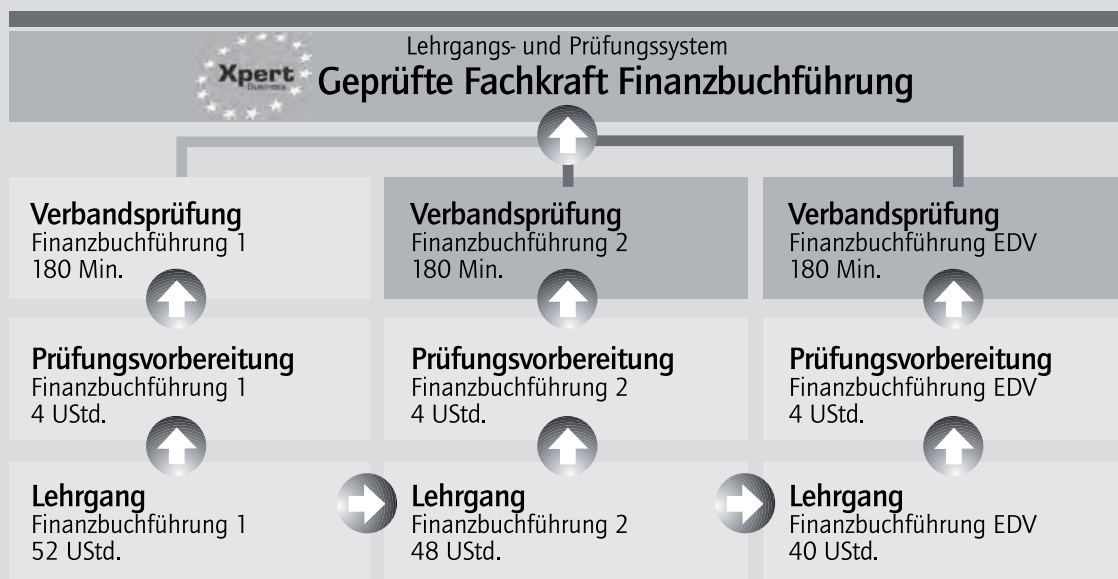 Lehrgangs- und Prüfungssystem
Xpert
Business
Geprüfte Fachkraft Finanzbuchführung
Verbandsprüfung
Finanzbuchführung 1
180 Min.
Verbandsprüfung
Finanzbuchführung 2
180 Min.
Verbandsprüfung
Finanzbuchführung EDV
180 Min.
Prüfungsvorbereitung
Finanzbuchführung 1
4 UStd.
Prüfungsvorbereitung
Finanzbuchführung 2
4 UStd.
Prüfungsvorbereitung
Finanzbuchführung EDV
4 UStd.
Lehrgang
Finanzbuchführung 1
52 UStd.
Lehrgang
Finanzbuchführung 2
48 UStd.
Lehrgang
Finanzbuchführung EDV
40 UStd.